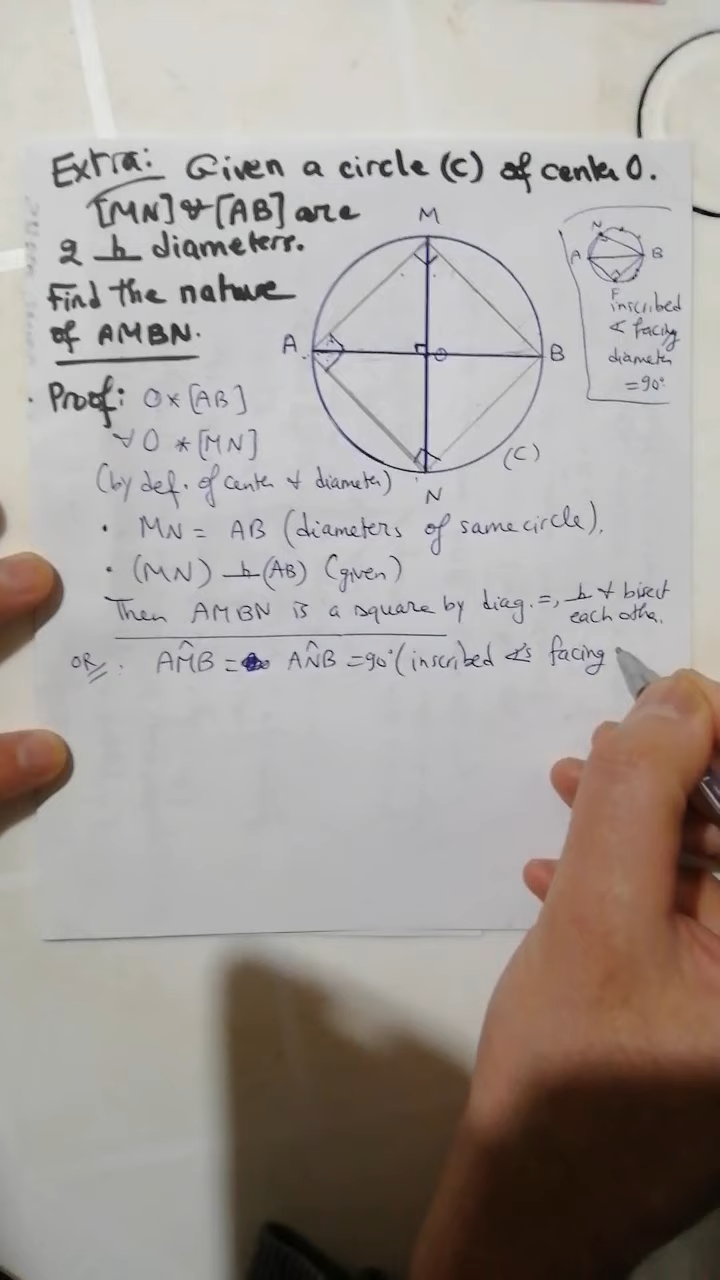 Extra: Given a circle (C) of center O.
[MN] & [AB] are
2 ⊥ diameters.
Find the nature
of AMBN.
M
A
B
O
N
(C)
N
A
B
F
inscribed
∢ facing
diameter
= 90°
Proof: O * [AB]
& O * [MN]
(by def. of center & diameter)
• MN = AB (diameters of same circle).
• (MN) ⊥ (AB) (given)
Then AMBN is a square by diag. =, ⊥ & bisect
each other.
OR . AM̂B = AN̂B = 90° (inscribed ∢s facing